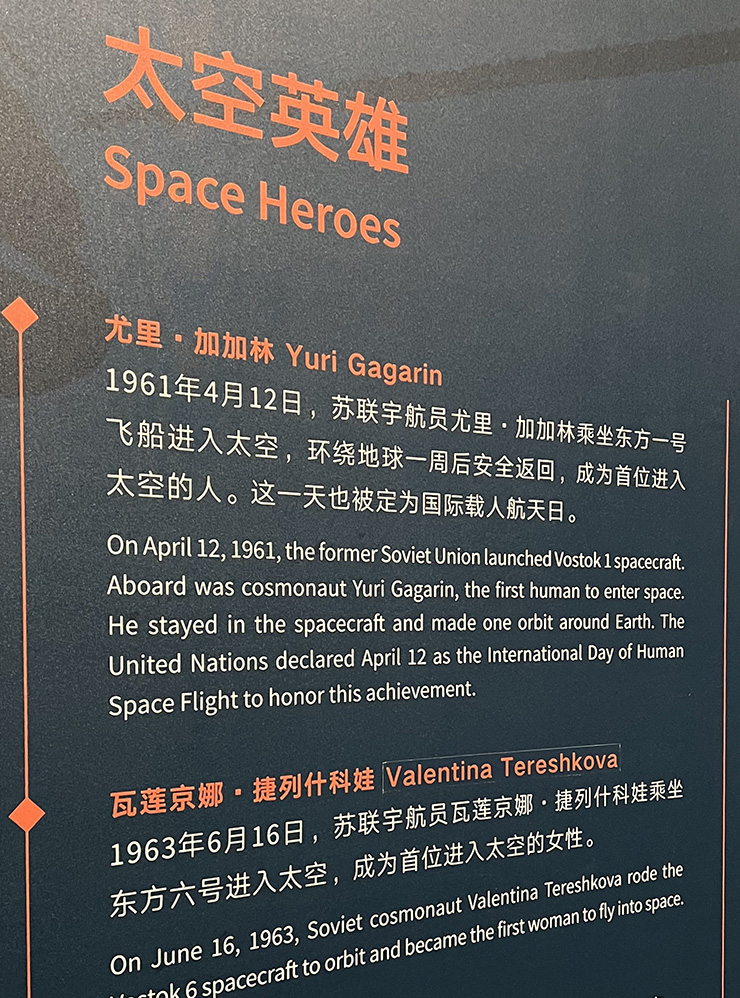 太空英雄
Space Heroes
尤里·加加林 Yuri Gagarin
1961年4月12日，苏联宇航员尤里·加加林乘坐东方一号
飞船进入太空，环绕地球一周后安全返回，成为首位进入
太空的人。这一天也被定为国际载人航天日。
On April 12, 1961, the former Soviet Union launched Vostok 1 spacecraft.
Aboard was cosmonaut Yuri Gagarin, the first human to enter space.
He stayed in the spacecraft and made one orbit around Earth. The
United Nations declared April 12 as the International Day of Human
Space Flight to honor this achievement.
瓦莲京娜·捷列什科娃 Valentina Tereshkova
1963年6月16日，苏联宇航员瓦莲京娜·捷列什科娃乘坐
东方六号进入太空，成为首位进入太空的女性。
On June 16, 1963, Soviet cosmonaut Valentina Tereshkova rode the
Vostok 6 spacecraft to orbit and became the first woman to fly into space.